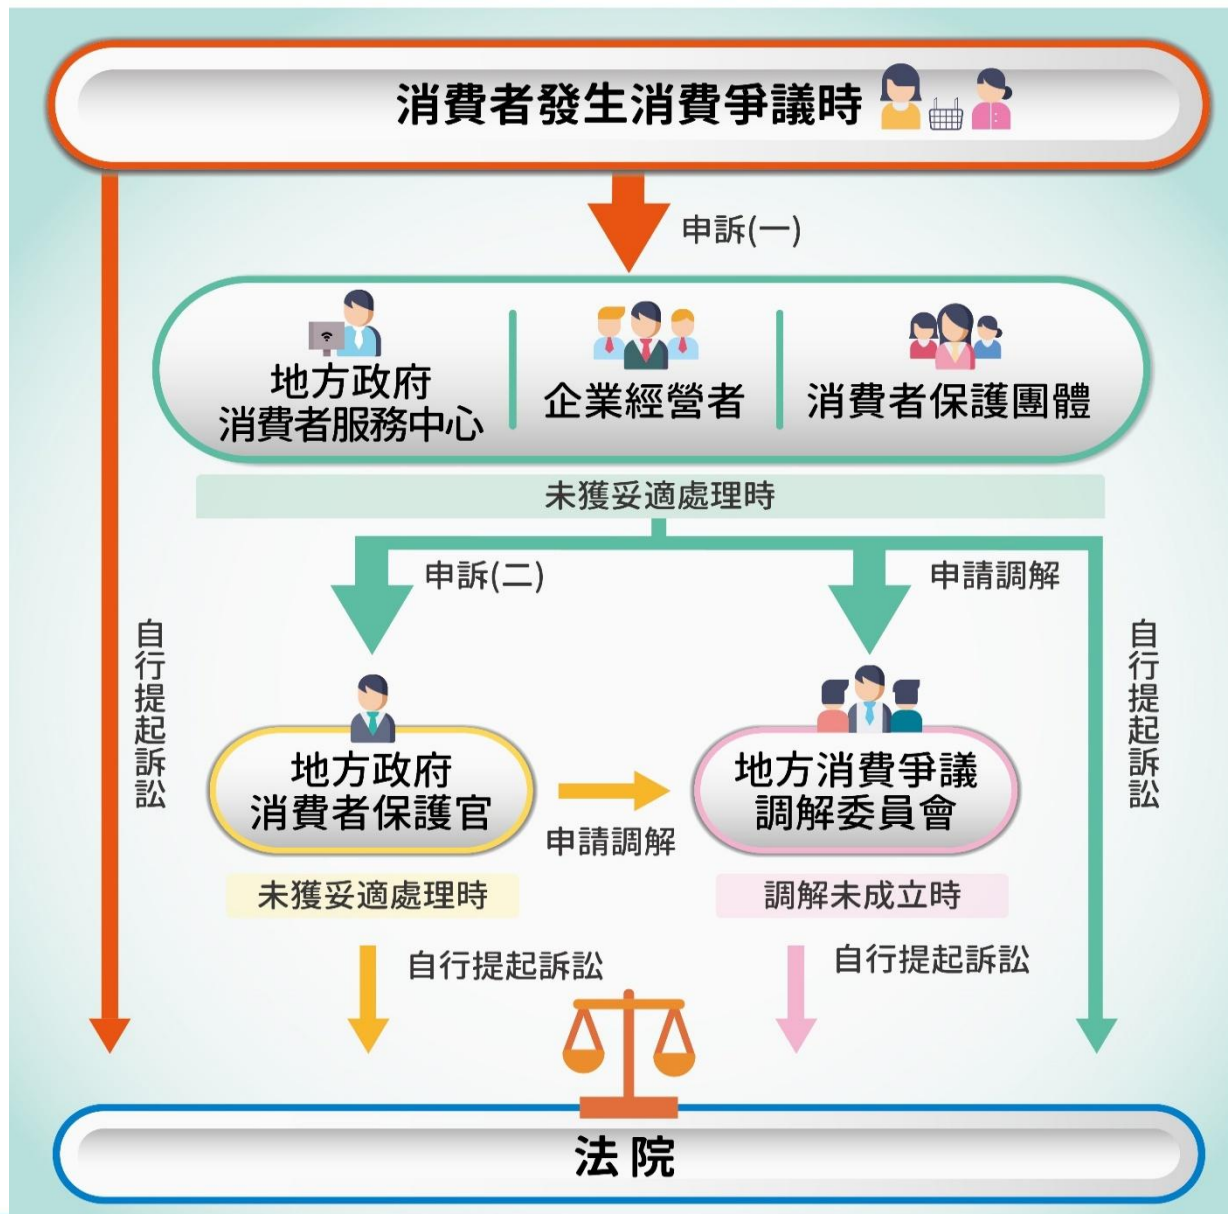 消費者發生消費爭議時
申訴(一)
地方政府
消費者服務中心
企業經營者
消費者保護團體
未獲妥適處理時
申訴(二)
申請調解
自行提起訴訟
自行提起訴訟
地方政府
消費者保護官
申請調解
地方消費爭議
調解委員會
未獲妥適處理時
調解未成立時
自行提起訴訟
自行提起訴訟
法院